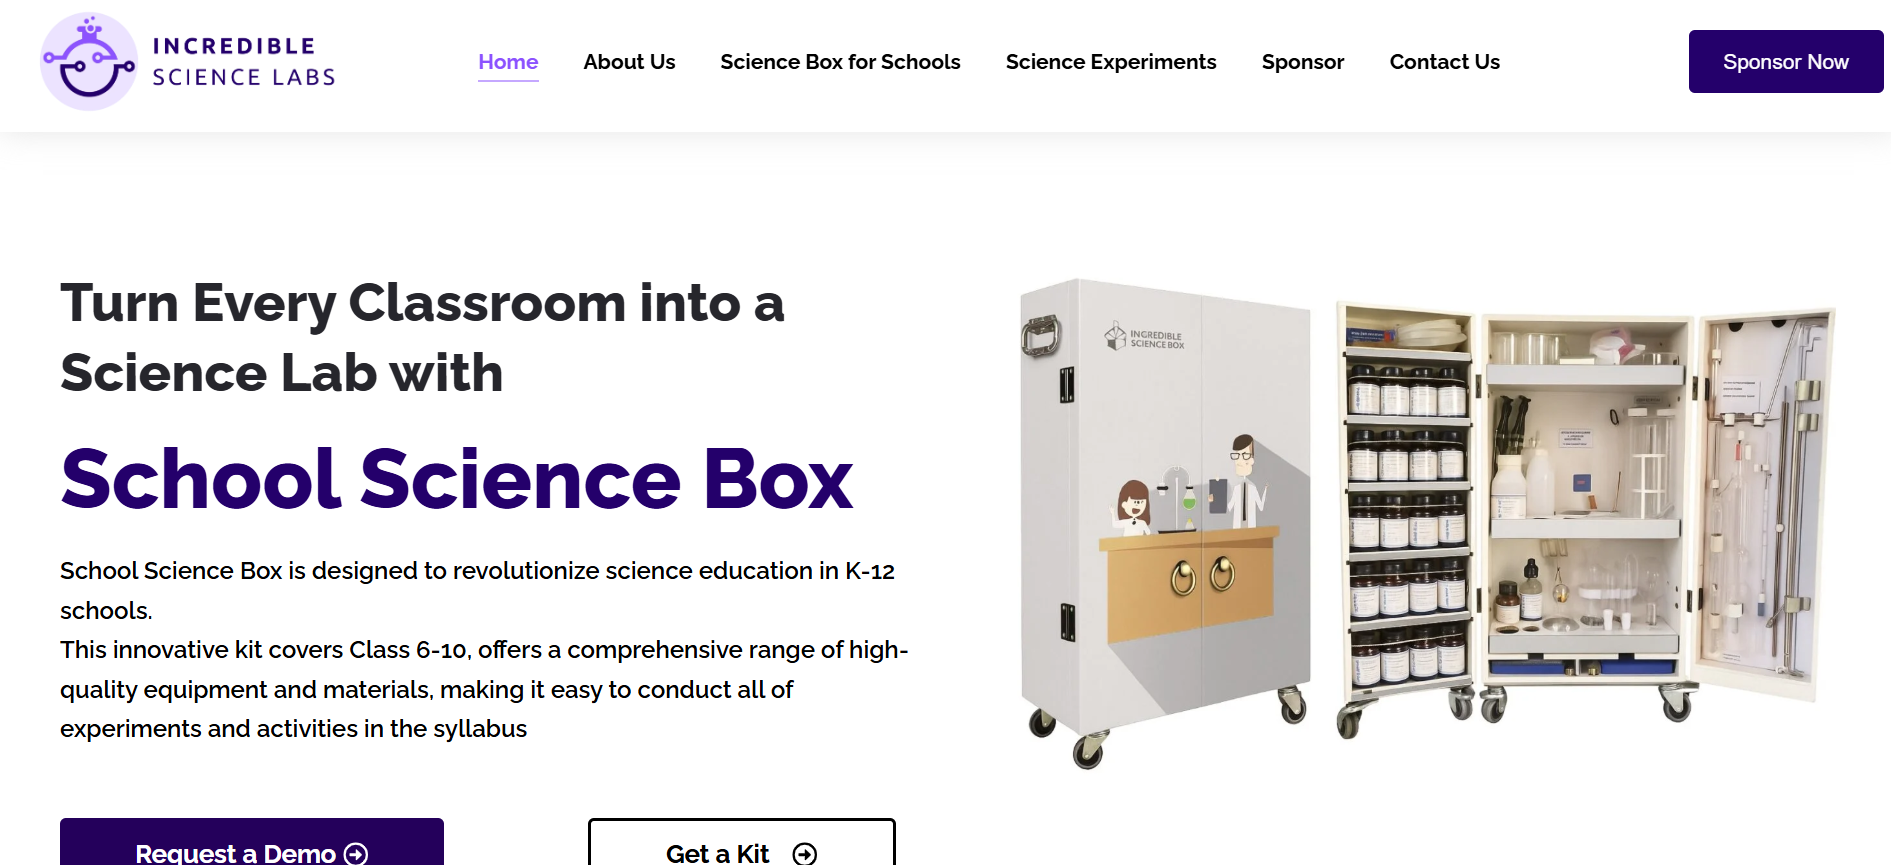 INCREDIBLE
SCIENCE LABS
Home
About Us
Science Box for Schools
Science Experiments
Sponsor
Contact Us
Sponsor Now
Turn Every Classroom into a
Science Lab with
School Science Box
School Science Box is designed to revolutionize science education in K-12
schools.
This innovative kit covers Class 6-10, offers a comprehensive range of high-
quality equipment and materials, making it easy to conduct all of
experiments and activities in the syllabus
Request a Demo
Get a Kit
INCREDIBLE
SCIENCE BOX